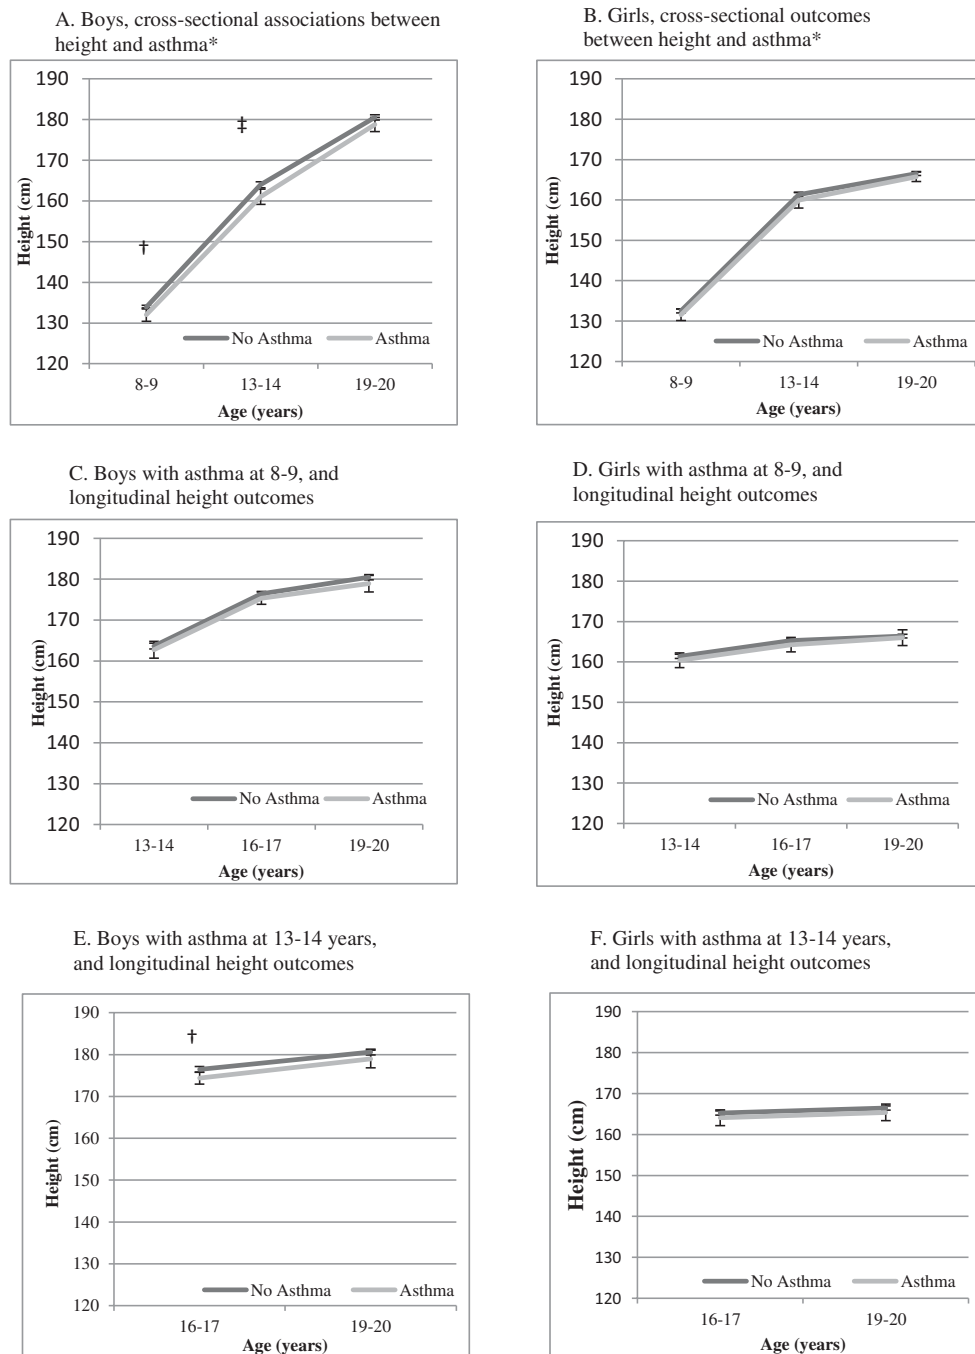 A. Boys, cross-sectional associations between
height and asthma*
190
180
170
160
150
140
130
120
Height (cm)
†
‡
No Asthma
Asthma
8-9
13-14
19-20
Age (years)
B. Girls, cross-sectional outcomes
between height and asthma*
190
180
170
160
150
140
130
120
Height (cm)
No Asthma
Asthma
8-9
13-14
19-20
Age (years)
C. Boys with asthma at 8-9, and
longitudinal height outcomes
190
180
170
160
150
140
130
120
Height (cm)
No Asthma
Asthma
13-14
16-17
19-20
Age (years)
D. Girls with asthma at 8-9, and
longitudinal height outcomes
190
180
170
160
150
140
130
120
Height (cm)
No Asthma
Asthma
13-14
16-17
19-20
Age (years)
E. Boys with asthma at 13-14 years,
and longitudinal height outcomes
190
180
170
160
150
140
130
120
Height (cm)
†
No Asthma
Asthma
16-17
19-20
Age (years)
F. Girls with asthma at 13-14 years,
and longitudinal height outcomes
190
180
170
160
150
140
130
120
Height (cm)
No Asthma
Asthma
16-17
19-20
Age (years)